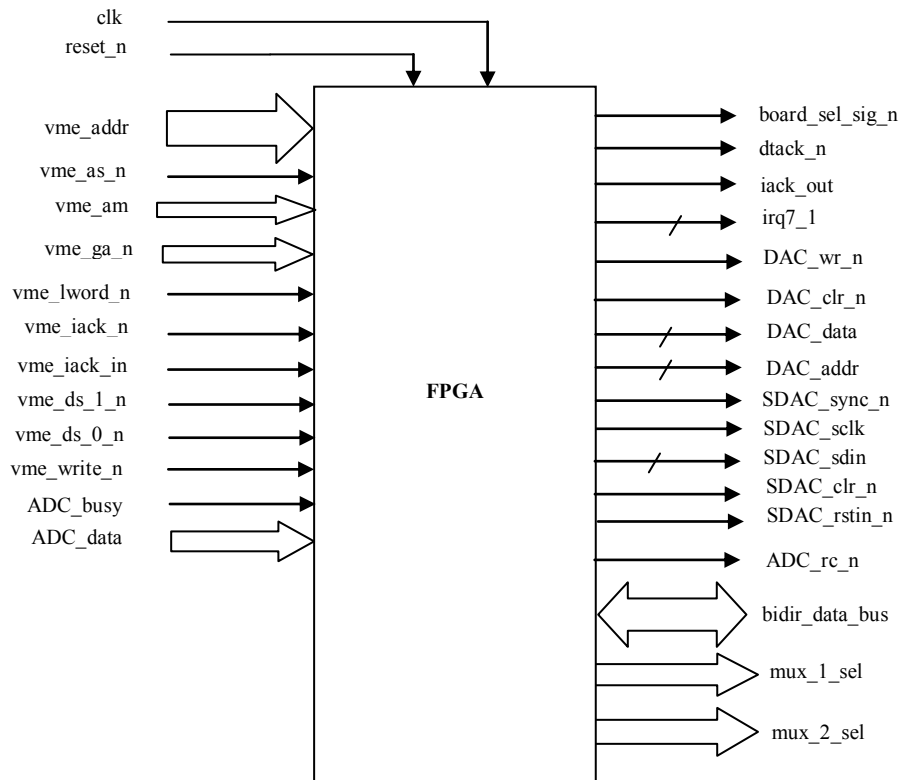 clk
reset_n
vme_addr
vme_as_n
vme_am
vme_ga_n
vme_lword_n
vme_iack_n
vme_iack_in
vme_ds_1_n
vme_ds_0_n
vme_write_n
ADC_busy
ADC_data
FPGA
board_sel_sig_n
dtack_n
iack_out
irq7_1
DAC_wr_n
DAC_clr_n
DAC_data
DAC_addr
SDAC_sync_n
SDAC_sclk
SDAC_sdin
SDAC_clr_n
SDAC_rstin_n
ADC_rc_n
bidir_data_bus
mux_1_sel
mux_2_sel